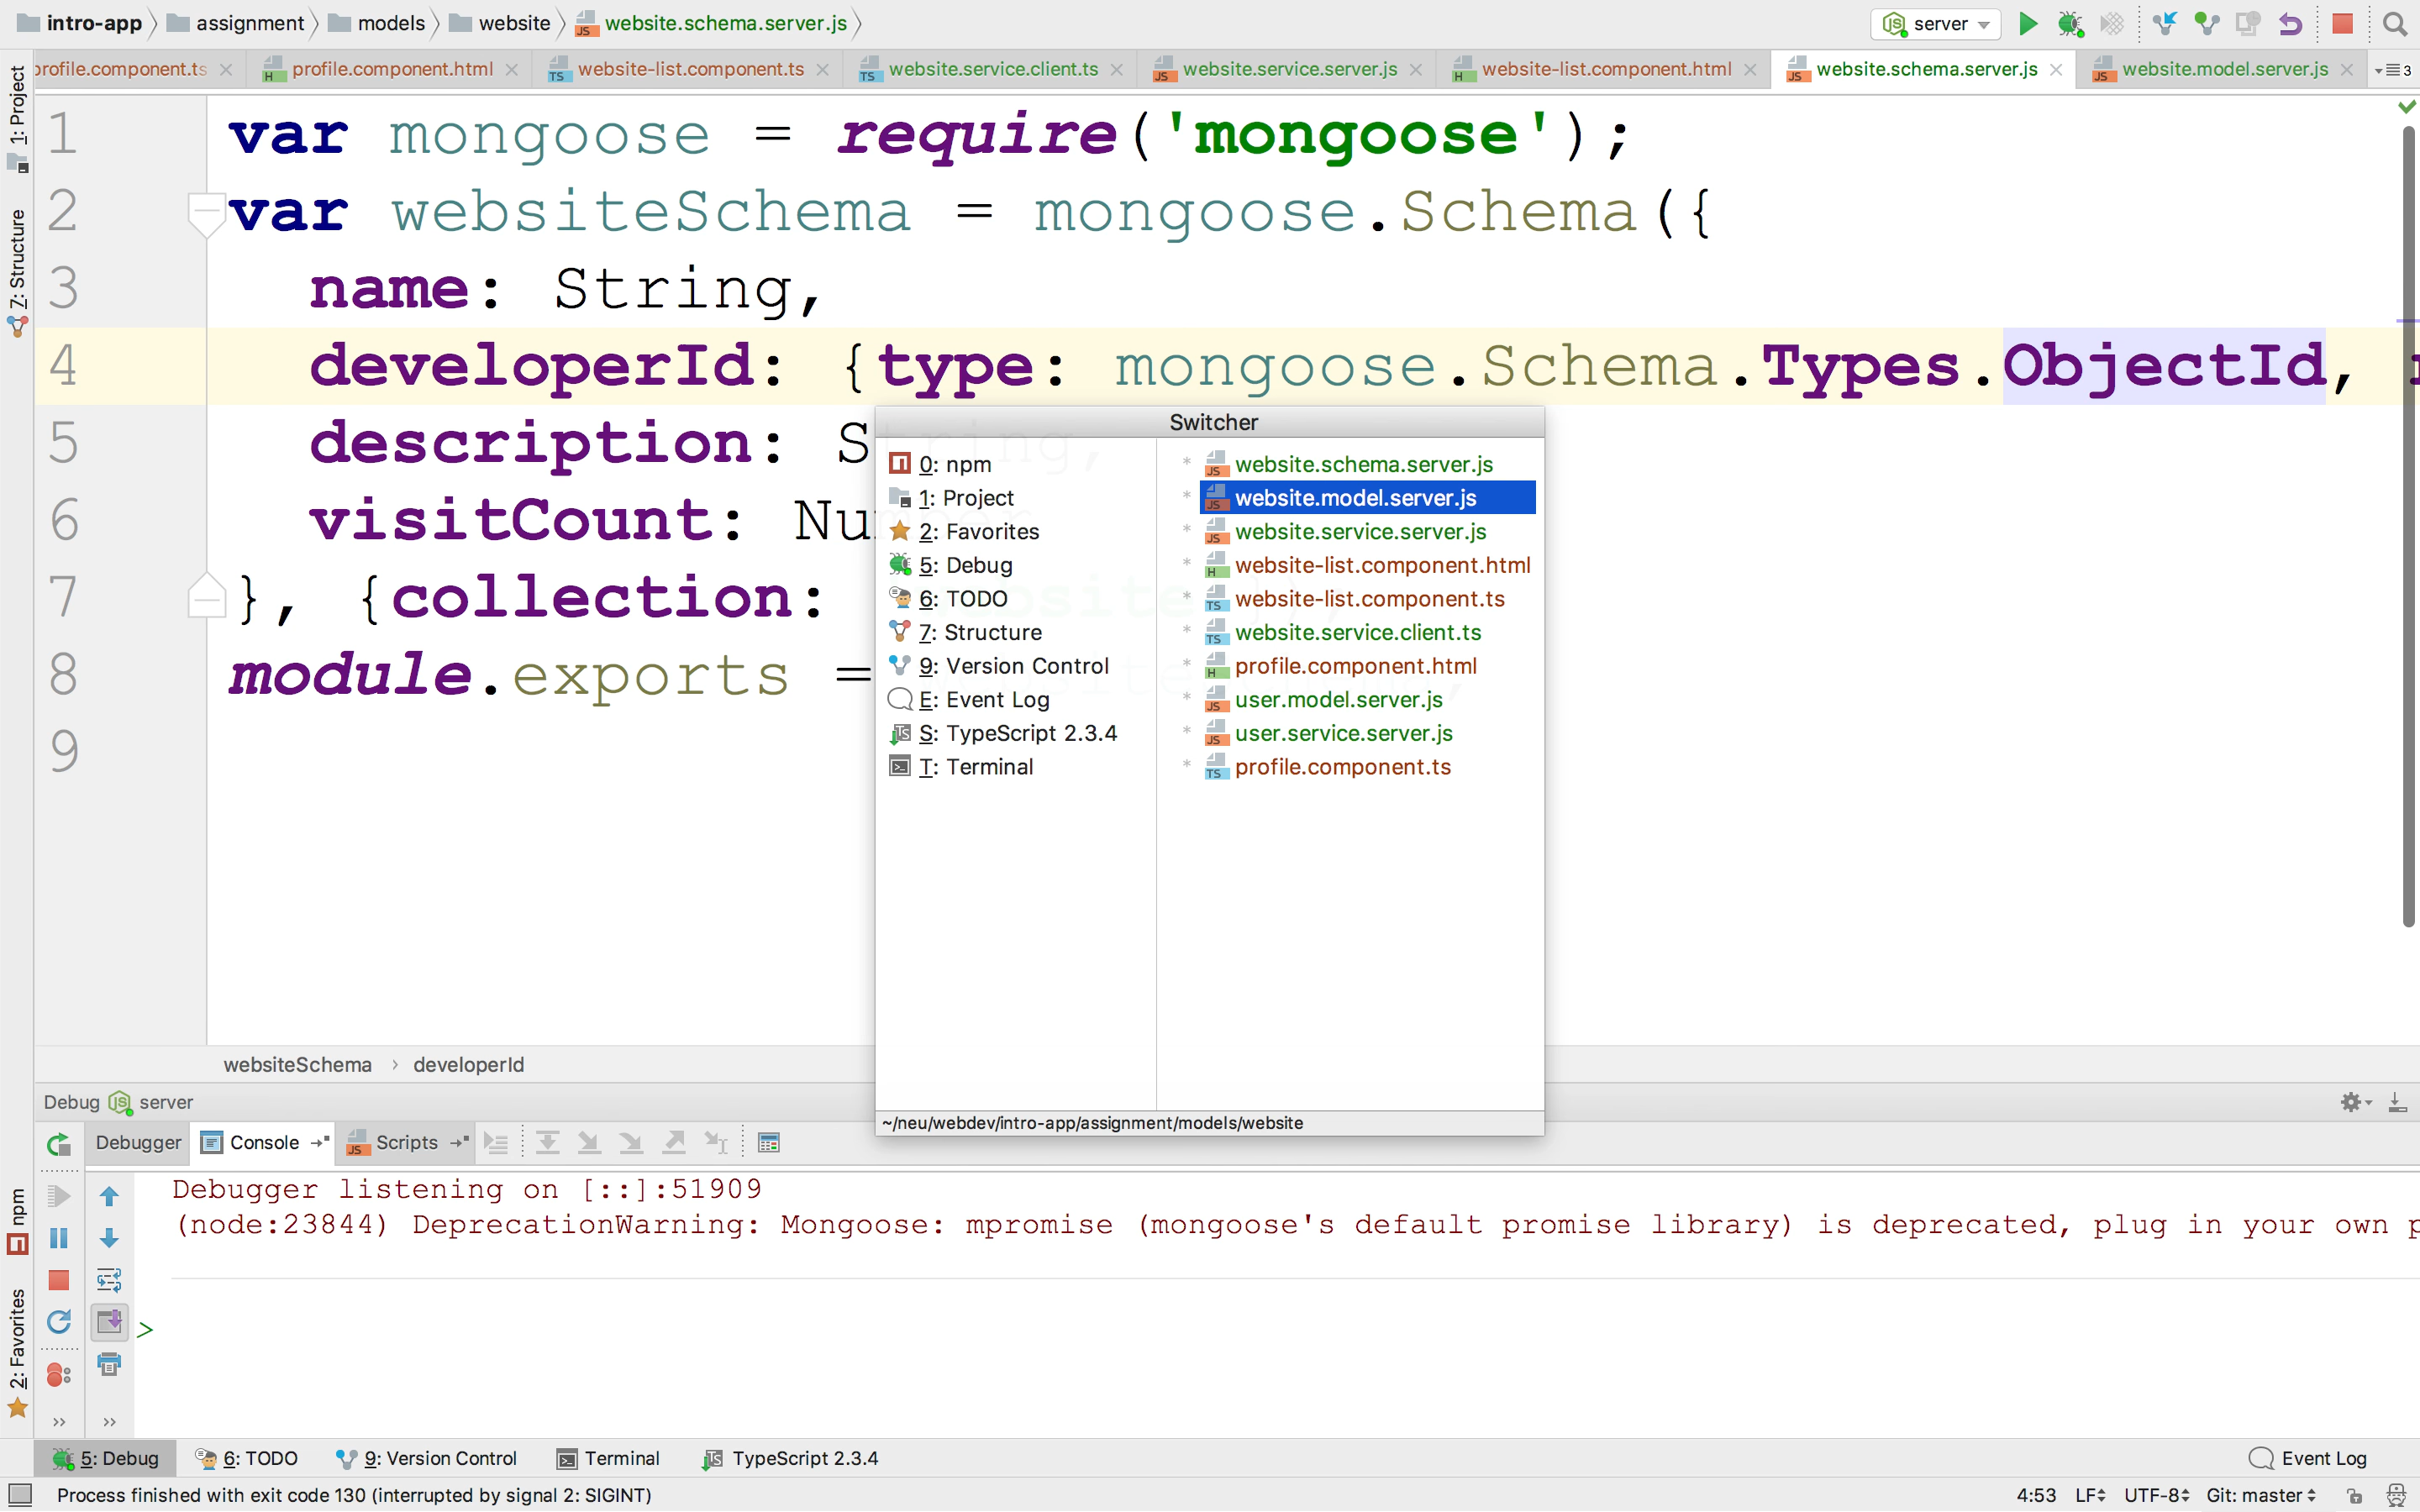 intro-app assignment models website website.schema.server.js server
profile.component.ts profile.component.html website-list.component.ts website.service.client.ts website.service.server.js website-list.component.html website.schema.server.js website.model.server.js 3
1: Project
7: Structure
npm
2: Favorites
1 var mongoose = require('mongoose');
2 var websiteSchema = mongoose.Schema({
3 name: String,
4 developerId: {type: mongoose.Schema.Types.ObjectId,
5 description: String,
6 visitCount: Number
7 }, {collection:
8 module.exports =
9
Switcher
0: npm
1: Project
2: Favorites
5: Debug
6: TODO
7: Structure
9: Version Control
E: Event Log
S: TypeScript 2.3.4
T: Terminal
* website.schema.server.js
* website.model.server.js
* website.service.server.js
* website-list.component.html
* website-list.component.ts
* website.service.client.ts
* profile.component.html
* user.model.server.js
* user.service.server.js
* profile.component.ts
~/neu/webdev/intro-app/assignment/models/website
websiteSchema › developerId
Debug server
Debugger Console Scripts
Debugger listening on [::]:51909
(node:23844) DeprecationWarning: Mongoose: mpromise (mongoose's default promise library) is deprecated, plug in your own
>
5: Debug 6: TODO 9: Version Control Terminal TypeScript 2.3.4 Event Log
Process finished with exit code 130 (interrupted by signal 2: SIGINT) 4:53 LF UTF-8 Git: master